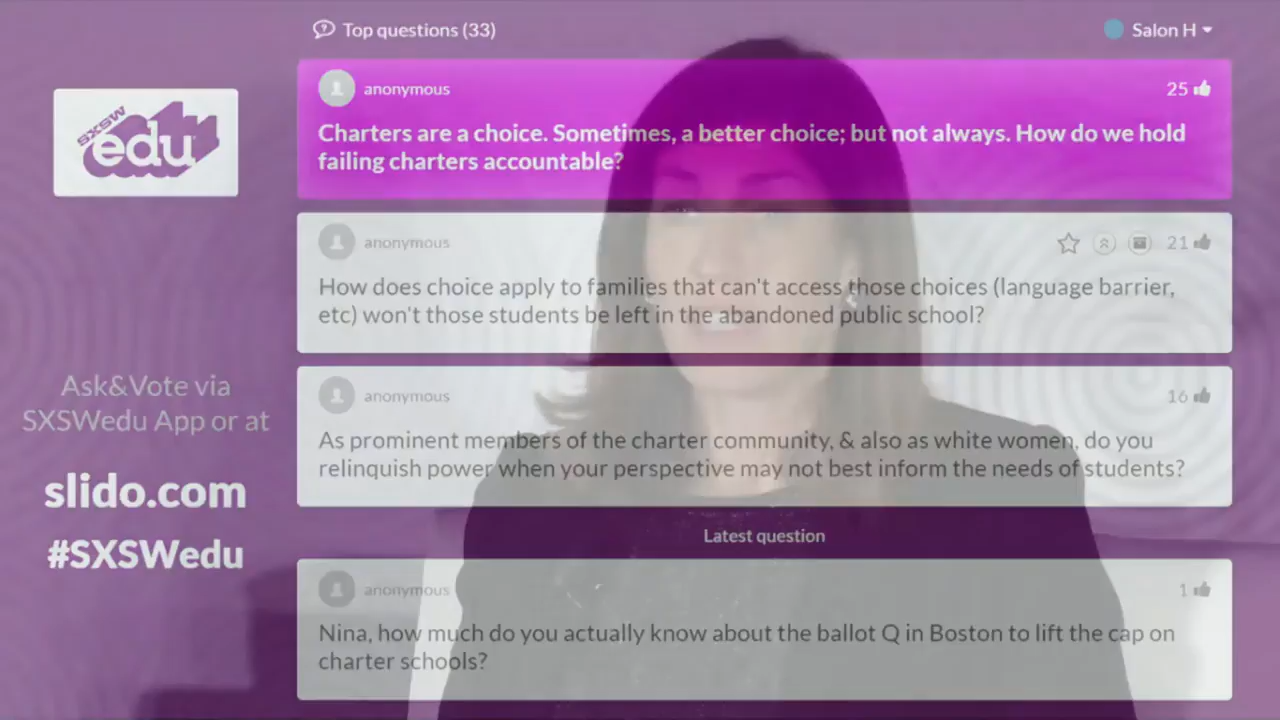 Top questions (33)
Salon H
SXSW
edu
anonymous
25
Charters are a choice. Sometimes, a better choice; but not always. How do we hold
failing charters accountable?
anonymous
21
How does choice apply to families that can't access those choices (language barrier,
etc) won't those students be left in the abandoned public school?
anonymous
16
As prominent members of the charter community, & also as white women, do you
relinquish power when your perspective may not best inform the needs of students?
Ask&Vote via
SXSWedu App or at
slido.com
#SXSWedu
Latest question
anonymous
1
Nina, how much do you actually know about the ballot Q in Boston to lift the cap on
charter schools?